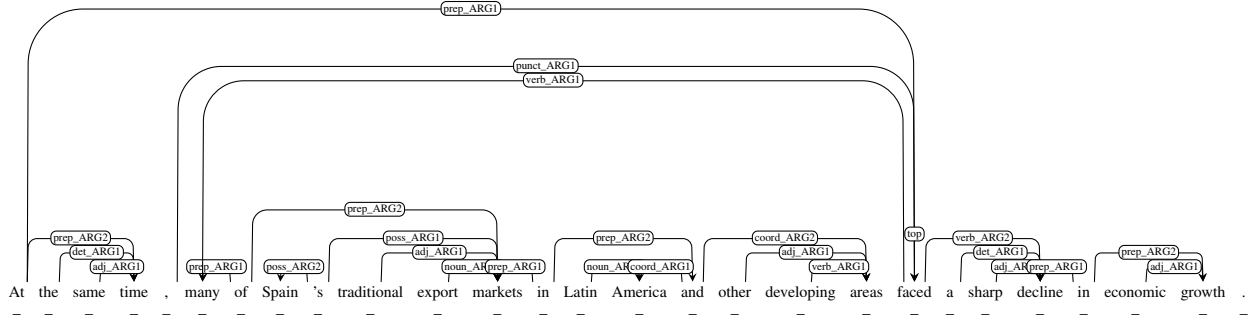 prep_ARG1
punct_ARG1
verb_ARG1
prep_ARG2
prep_ARG2 poss_ARG1 prep_ARG2 coord_ARG2 top verb_ARG2
det_ARG1 adj_ARG1 adj_ARG1 det_ARG1 prep_ARG2
adj_ARG1 prep_ARG1 poss_ARG2 prep_ARG1 coord_ARG1 verb_ARG1 prep_ARG1 adj_ARG1
At the same time , many of Spain 's traditional export markets in Latin America and other developing areas faced a sharp decline in economic growth .
_ _ _ _ _ _ _ _ _ _ _ _ _ _ _ _ _ _ _ _ _ _ _ _ _ _ _ _